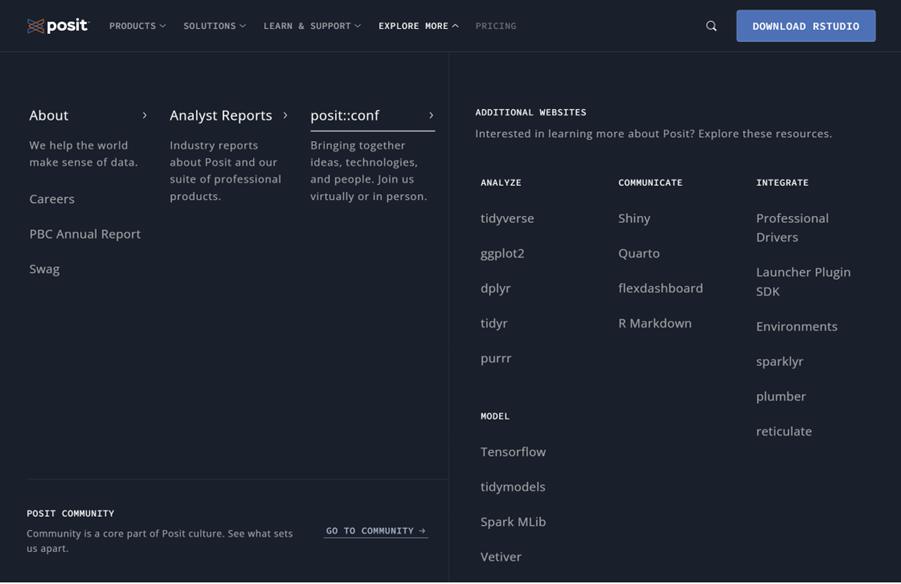 posit
PRODUCTS
SOLUTIONS
LEARN & SUPPORT
EXPLORE MORE
PRICING
DOWNLOAD RSTUDIO
About
We help the world
make sense of data.
Careers
PBC Annual Report
Swag
Analyst Reports
Industry reports
about Posit and our
suite of professional
products.
posit::conf
Bringing together
ideas, technologies,
and people. Join us
virtually or in person.
POSIT COMMUNITY
Community is a core part of Posit culture. See what sets
us apart.
GO TO COMMUNITY →
ADDITIONAL WEBSITES
Interested in learning more about Posit? Explore these resources.
ANALYZE
tidyverse
ggplot2
dplyr
tidyr
purrr
MODEL
Tensorflow
tidymodels
Spark MLib
Vetiver
COMMUNICATE
Shiny
Quarto
flexdashboard
R Markdown
INTEGRATE
Professional
Drivers
Launcher Plugin
SDK
Environments
sparklyr
plumber
reticulate